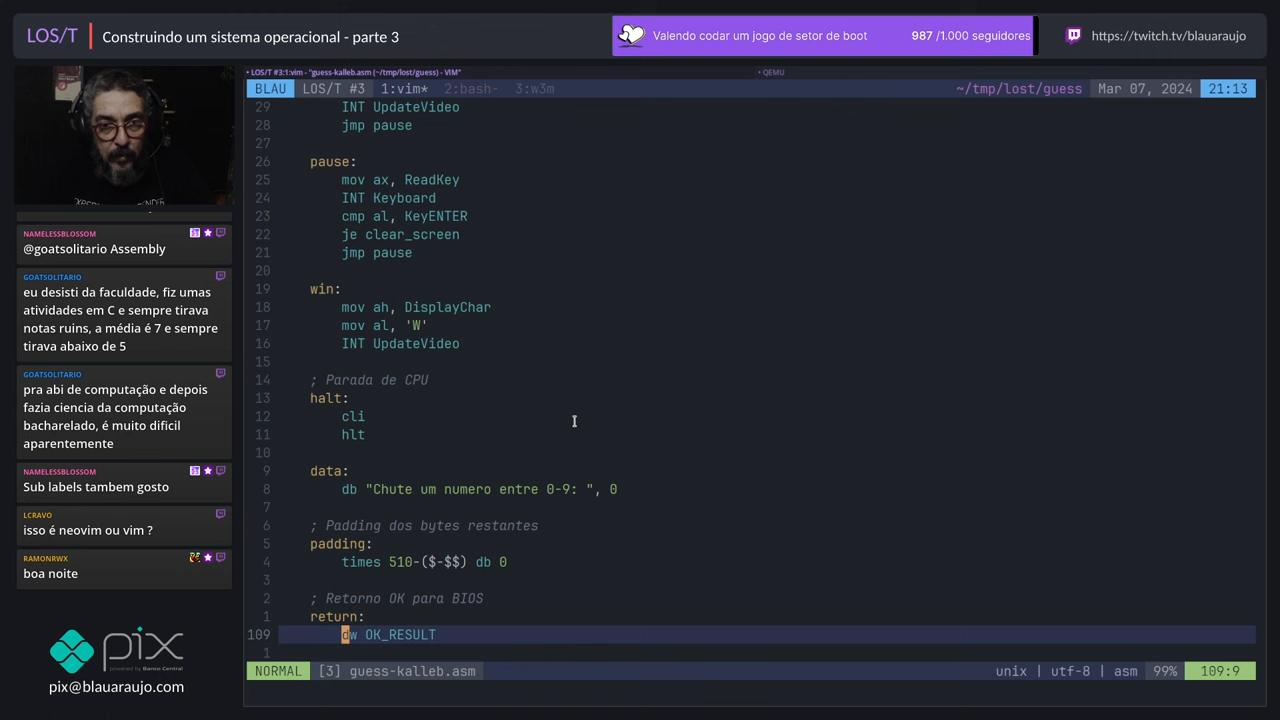 LOS/T | Construindo um sistema operacional - parte 3
Valendo codar um jogo de setor de boot 987 /1.000 seguidores
https://twitch.tv/blauaraujo
• LOS/T #3:1:vim - "guess-kalleb.asm (~/tmp/lost/guess) - VIM"
• QEMU
BLAU LOS/T #3 1:vim* 2:bash- 3:w3m ~/tmp/lost/guess Mar 07, 2024 21:13
29 INT UpdateVideo
28 jmp pause
27
26 pause:
25 mov ax, ReadKey
24 INT Keyboard
23 cmp al, KeyENTER
22 je clear_screen
21 jmp pause
20
19 win:
18 mov ah, DisplayChar
17 mov al, 'W'
16 INT UpdateVideo
15
14 ; Parada de CPU
13 halt:
12 cli
11 hlt
10
9 data:
8 db "Chute um numero entre 0-9: ", 0
7
6 ; Padding dos bytes restantes
5 padding:
4 times 510-($-$$) db 0
3
2 ; Retorno OK para BIOS
1 return:
109 dw OK_RESULT
1
NORMAL [3] guess-kalleb.asm unix | utf-8 | asm 99% 109:9
NAMELESSBLOSSOM
@goatsolitario Assembly
GOATSOLITARIO
eu desisti da faculdade, fiz umas
atividades em C e sempre tirava
notas ruins, a média é 7 e sempre
tirava abaixo de 5
GOATSOLITARIO
pra abi de computação e depois
fazia ciencia da computação
bacharelado, é muito dificil
aparentemente
NAMELESSBLOSSOM
Sub labels tambem gosto
LCRAVO
isso é neovim ou vim ?
RAMONRWX
boa noite
pix
powered by Banco Central
pix@blauaraujo.com